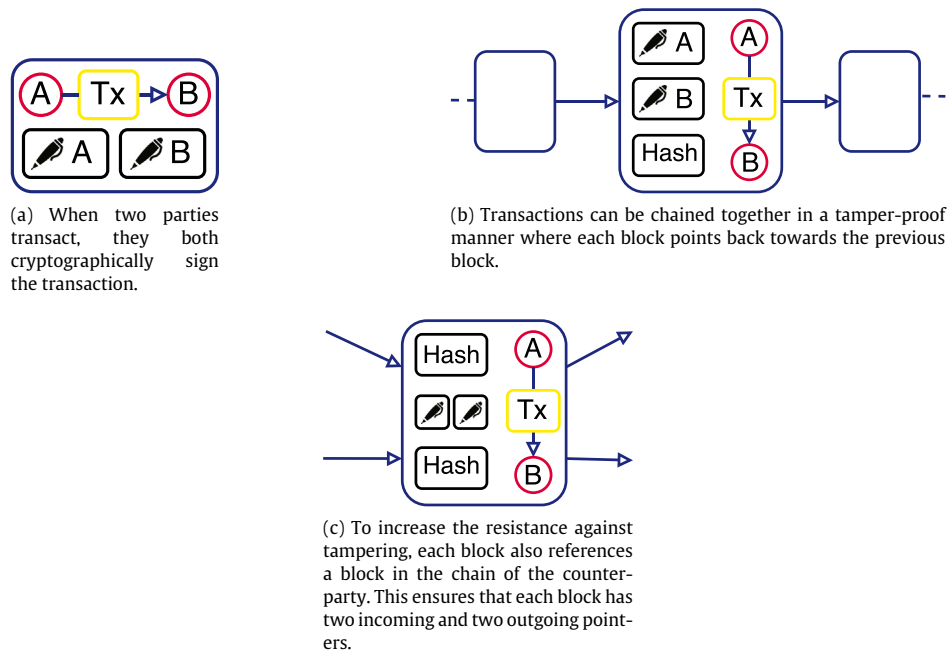 A Tx B
A B
(a) When two parties
transact, they both
cryptographically sign
the transaction.
A A
B Tx
Hash B
(b) Transactions can be chained together in a tamper-proof
manner where each block points back towards the previous
block.
Hash A
Tx
Hash B
(c) To increase the resistance against
tampering, each block also references
a block in the chain of the counter-
party. This ensures that each block has
two incoming and two outgoing point-
ers.